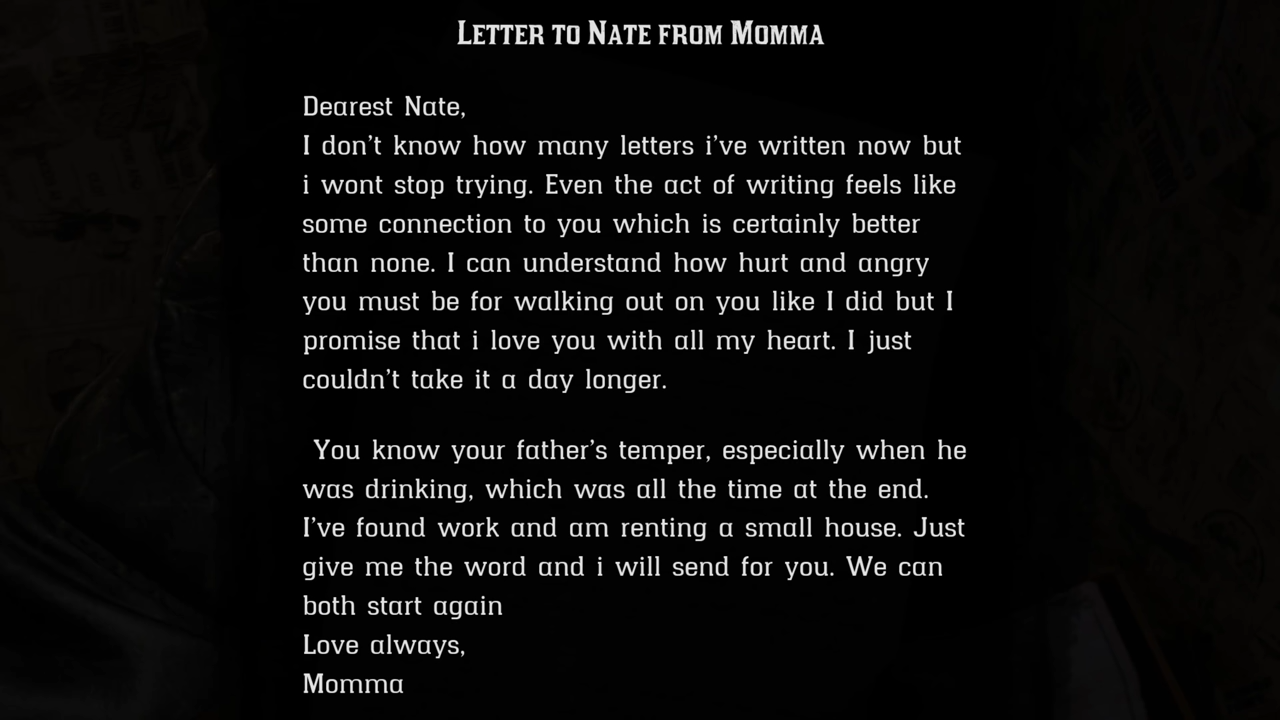 Letter to Nate from Momma
Dearest Nate,
I don't know how many letters i've written now but
i wont stop trying. Even the act of writing feels like
some connection to you which is certainly better
than none. I can understand how hurt and angry
you must be for walking out on you like I did but I
promise that i love you with all my heart. I just
couldn't take it a day longer.
You know your father's temper, especially when he
was drinking, which was all the time at the end.
I've found work and am renting a small house. Just
give me the word and i will send for you. We can
both start again
Love always,
Momma